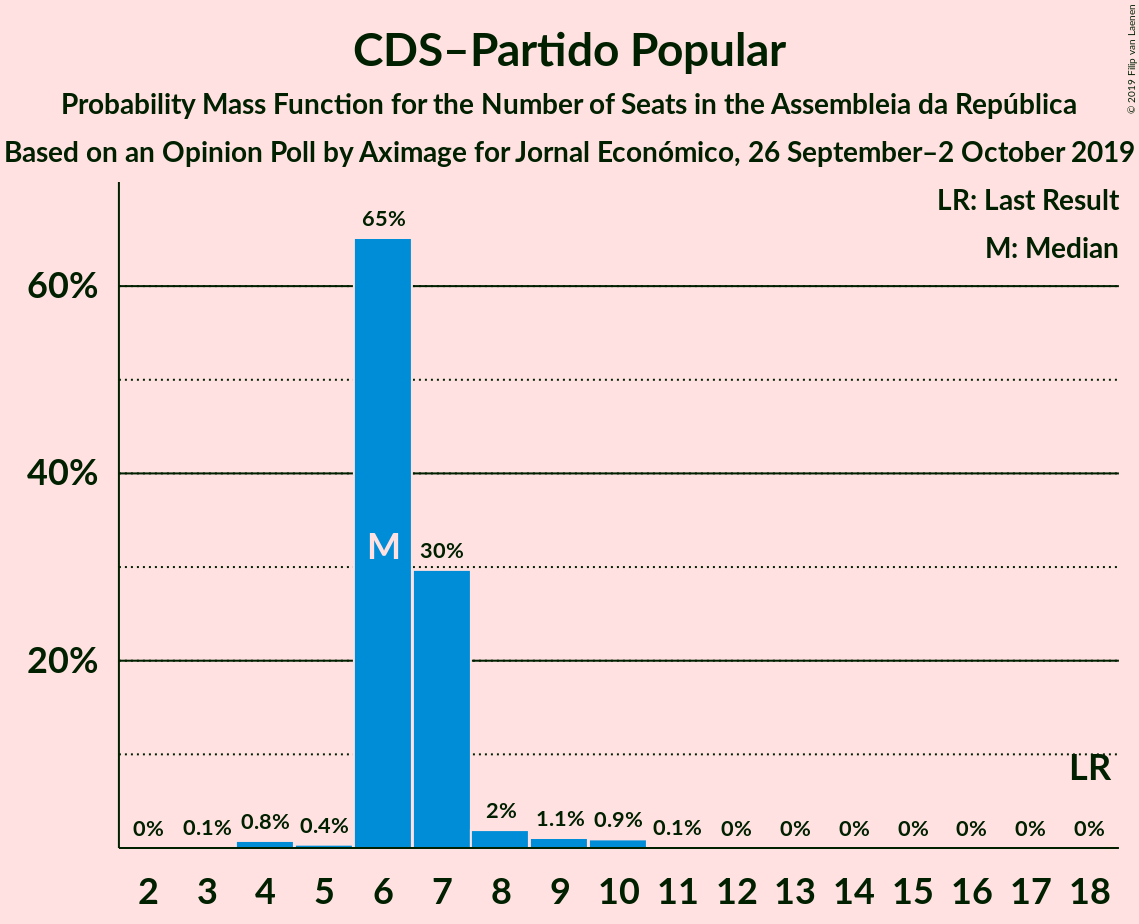 CDS–Partido Popular
Probability Mass Function for the Number of Seats in the Assembleia da República
Based on an Opinion Poll by Aximage for Jornal Económico, 26 September–2 October 2019
© 2019 Filip van Laenen
LR: Last Result
M: Median
65%
60%
40%
M
30%
20%
LR
0% 0.1% 0.8% 0.4% 2% 1.1% 0.9% 0.1% 0% 0% 0% 0% 0% 0% 0%
2 3 4 5 6 7 8 9 10 11 12 13 14 15 16 17 18